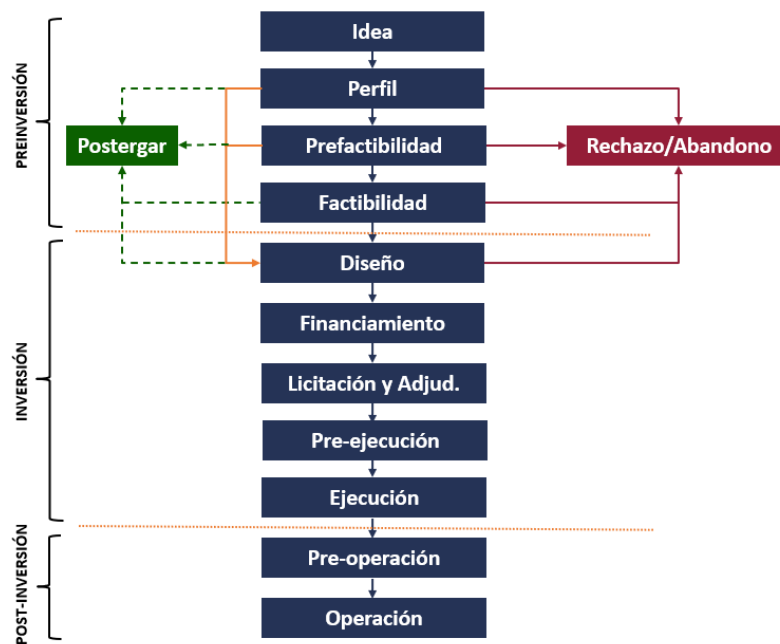 PREINVERSIÓN
Idea
Perfil
Postergar
Prefactibilidad
Rechazo/Abandono
Factibilidad
INVERSIÓN
Diseño
Financiamiento
Licitación y Adjud.
Pre-ejecución
Ejecución
POST-INVERSIÓN
Pre-operación
Operación